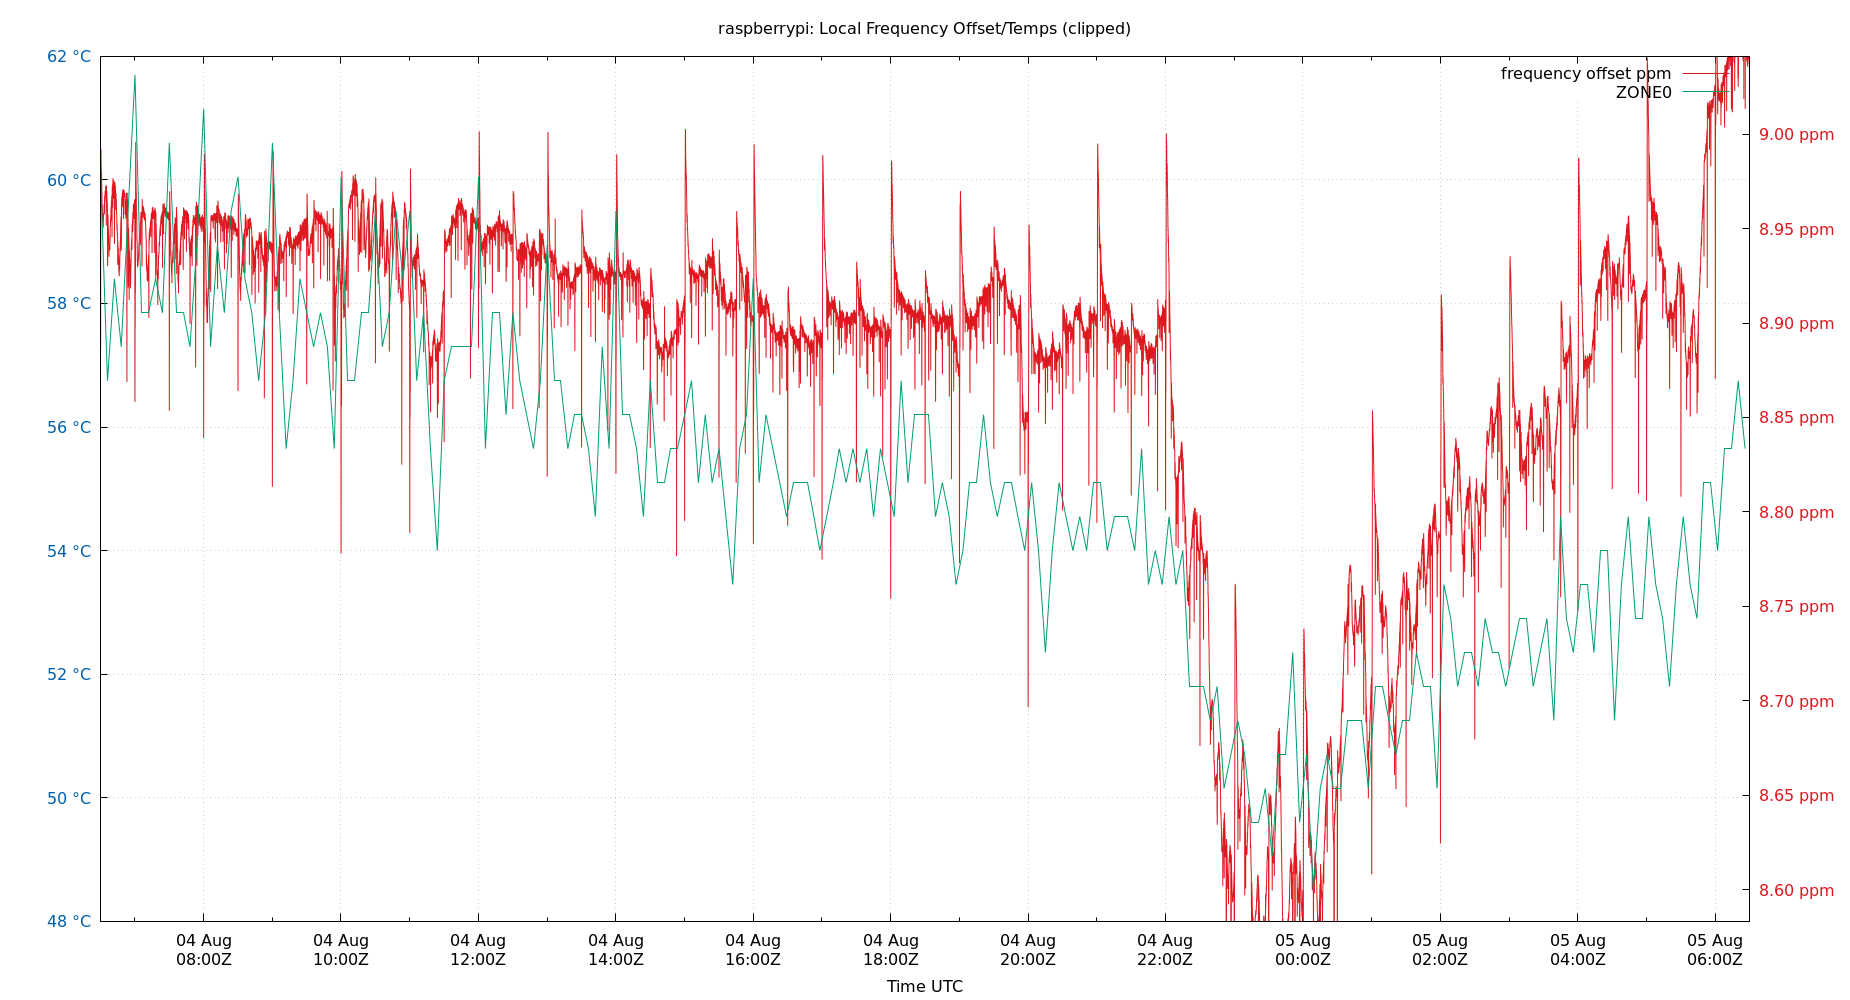 raspberrypi: Local Frequency Offset/Temps (clipped)
frequency offset ppm
ZONE0
62 °C
60 °C
58 °C
56 °C
54 °C
52 °C
50 °C
48 °C
9.00 ppm
8.95 ppm
8.90 ppm
8.85 ppm
8.80 ppm
8.75 ppm
8.70 ppm
8.65 ppm
8.60 ppm
04 Aug
08:00Z
04 Aug
10:00Z
04 Aug
12:00Z
04 Aug
14:00Z
04 Aug
16:00Z
04 Aug
18:00Z
04 Aug
20:00Z
04 Aug
22:00Z
05 Aug
00:00Z
05 Aug
02:00Z
05 Aug
04:00Z
05 Aug
06:00Z
Time UTC